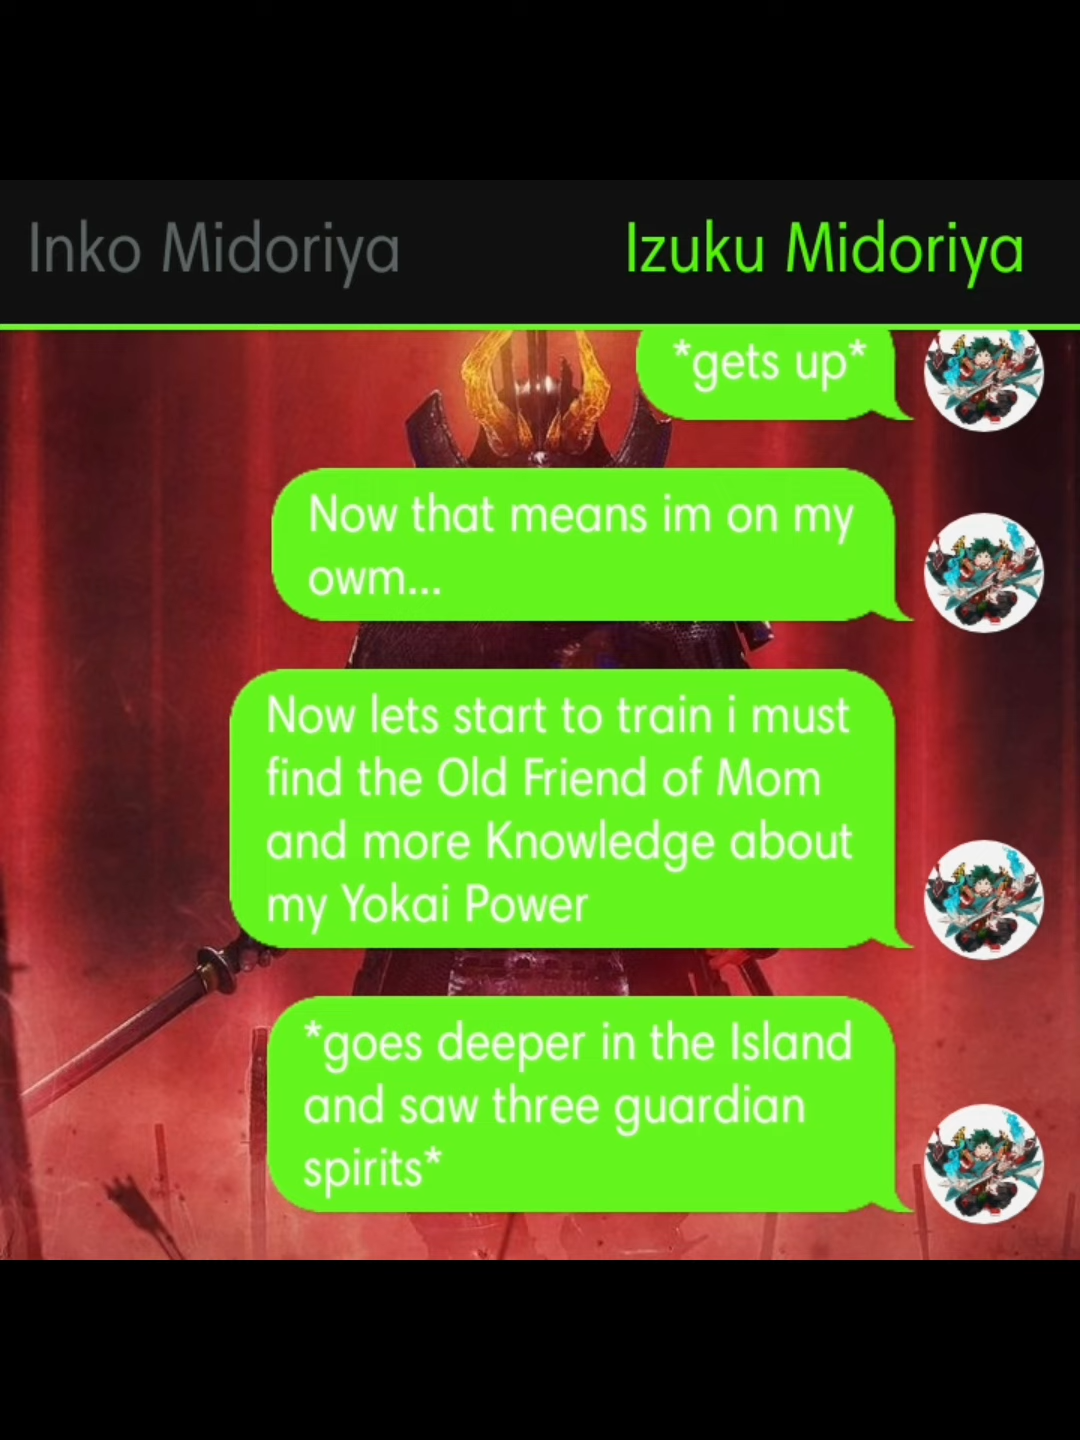 Inko Midoriya
Izuku Midoriya
*gets up*
Now that means im on my
owm...
Now lets start to train i must
find the Old Friend of Mom
and more Knowledge about
my Yokai Power
*goes deeper in the Island
and saw three guardian
spirits*